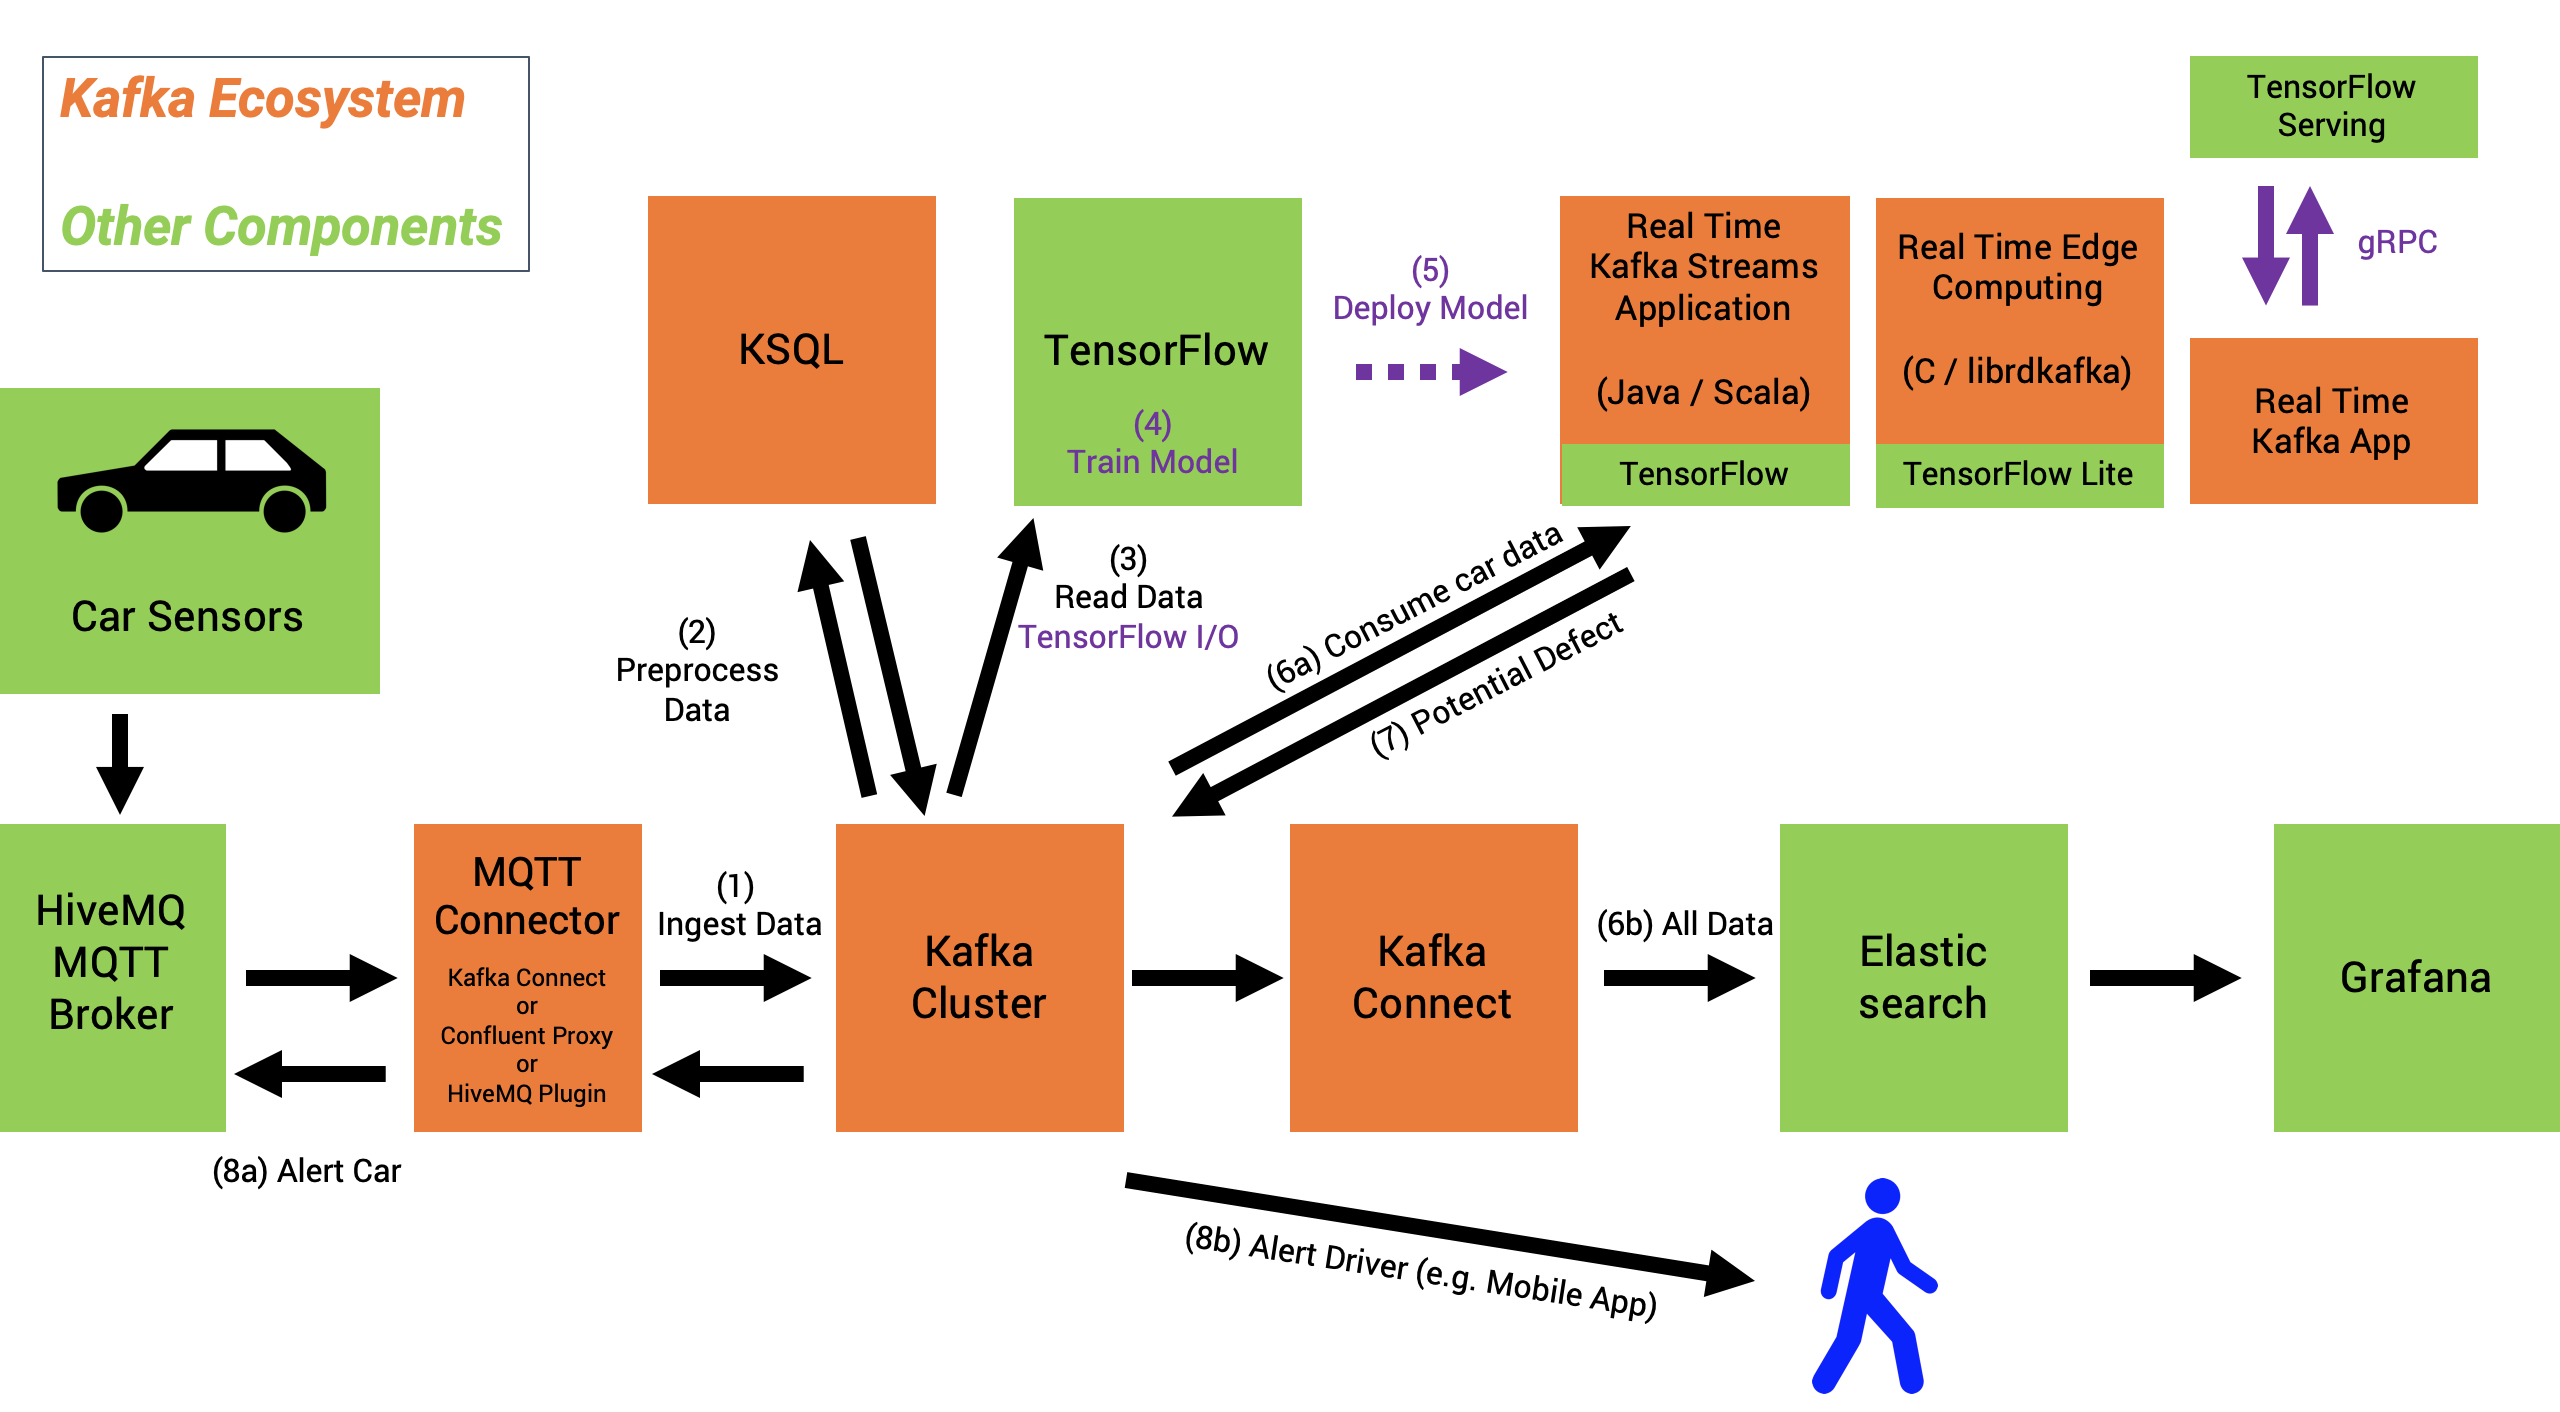 Kafka Ecosystem
Other Components
TensorFlow
Serving
gRPC
Real Time
Kafka App
KSQL
TensorFlow
(4)
Train Model
(5)
Deploy Model
Real Time
Kafka Streams
Application
(Java / Scala)
TensorFlow
Real Time Edge
Computing
(C / librdkafka)
TensorFlow Lite
Car Sensors
(2)
Preprocess
Data
(3)
Read Data
TensorFlow I/O
(6a) Consume car data
(7) Potential Defect
HiveMQ
MQTT
Broker
MQTT
Connector
Kafka Connect
or
Confluent Proxy
or
HiveMQ Plugin
(1)
Ingest Data
Kafka
Cluster
Kafka
Connect
(6b) All Data
Elastic
search
Grafana
(8a) Alert Car
(8b) Alert Driver (e.g. Mobile App)